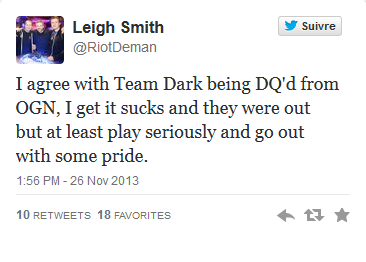 Leigh Smith
Suivre
@RiotDeman
I agree with Team Dark being DQ'd from
OGN, I get it sucks and they were out
but at least play seriously and go out
with some pride.
1:56 PM - 26 Nov 2013
10 RETWEETS 18 FAVORITES